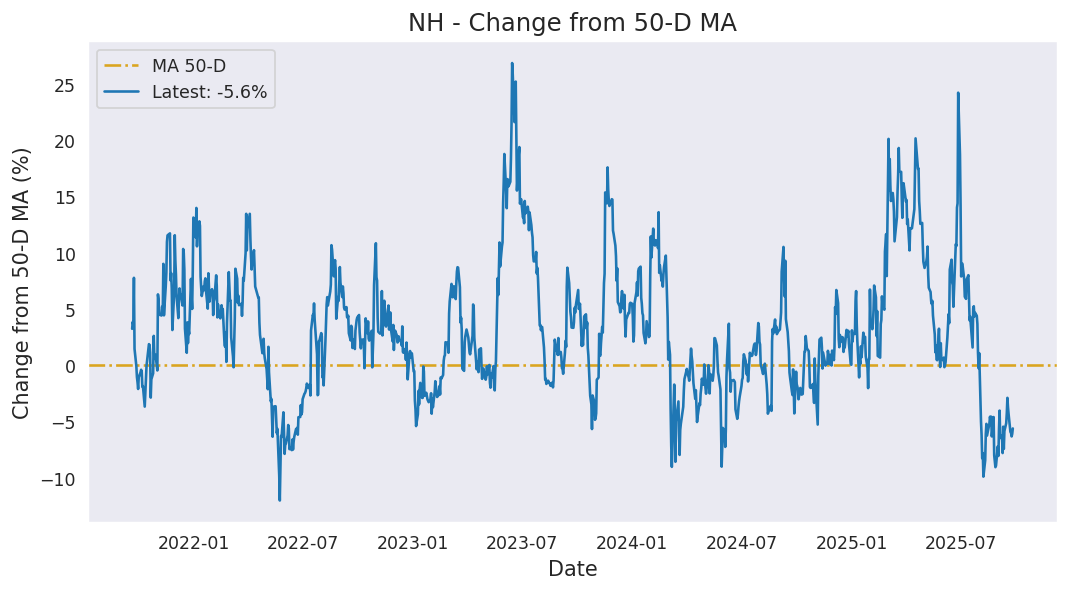 NH - Change from 50-D MA
MA 50-D
Latest: -5.6%
Change from 50-D MA (%)
25
20
15
10
5
0
−5
−10
2022-01 2022-07 2023-01 2023-07 2024-01 2024-07 2025-01 2025-07
Date